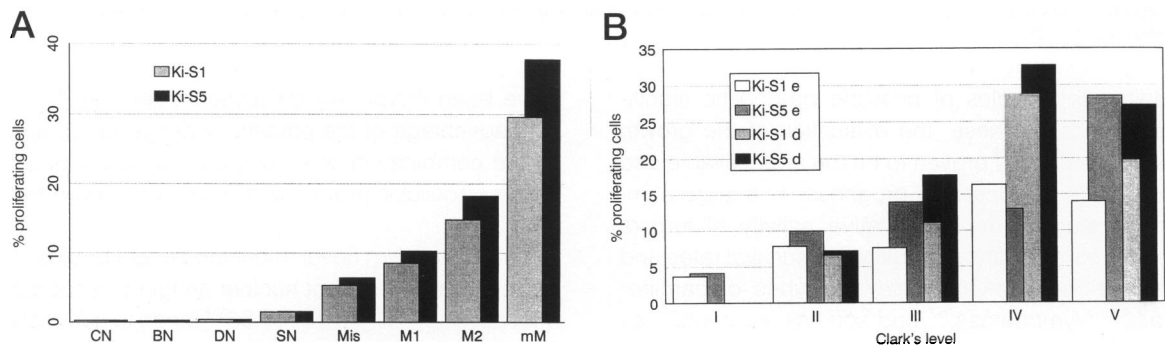 A
% proliferating cells
40
30
20
10
0
Ki-S1
Ki-S5
CN BN DN SN Mis M1 M2 mM
B
% proliferating cells
35
30
25
20
15
10
5
0
Ki-S1 e
Ki-S5 e
Ki-S1 d
Ki-S5 d
I II III IV V
Clark's level